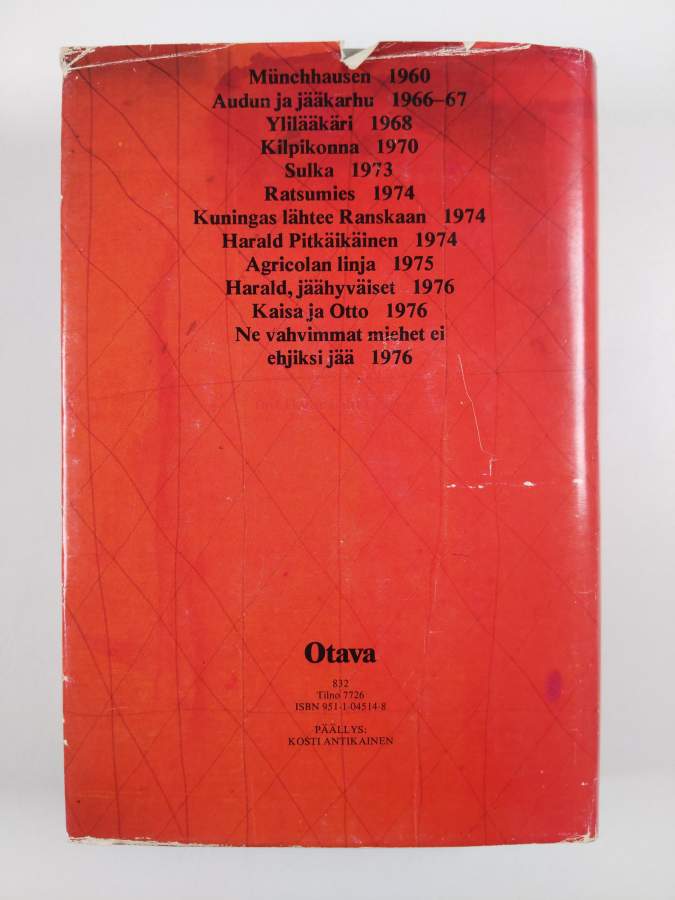 Münchhausen 1960
Audun ja jääkarhu 1966–67
Ylilääkäri 1968
Kilpikonna 1970
Sulka 1973
Ratsumies 1974
Kuningas lähtee Ranskaan 1974
Harald Pitkäikäinen 1974
Agricolan linja 1975
Harald, jäähyväiset 1976
Kaisa ja Otto 1976
Ne vahvimmat miehet ei
ehjiksi jää 1976
Otava
832
Tilno 7726
ISBN 951-1-04514-8
PÄÄLLYS:
KOSTI ANTIKAINEN